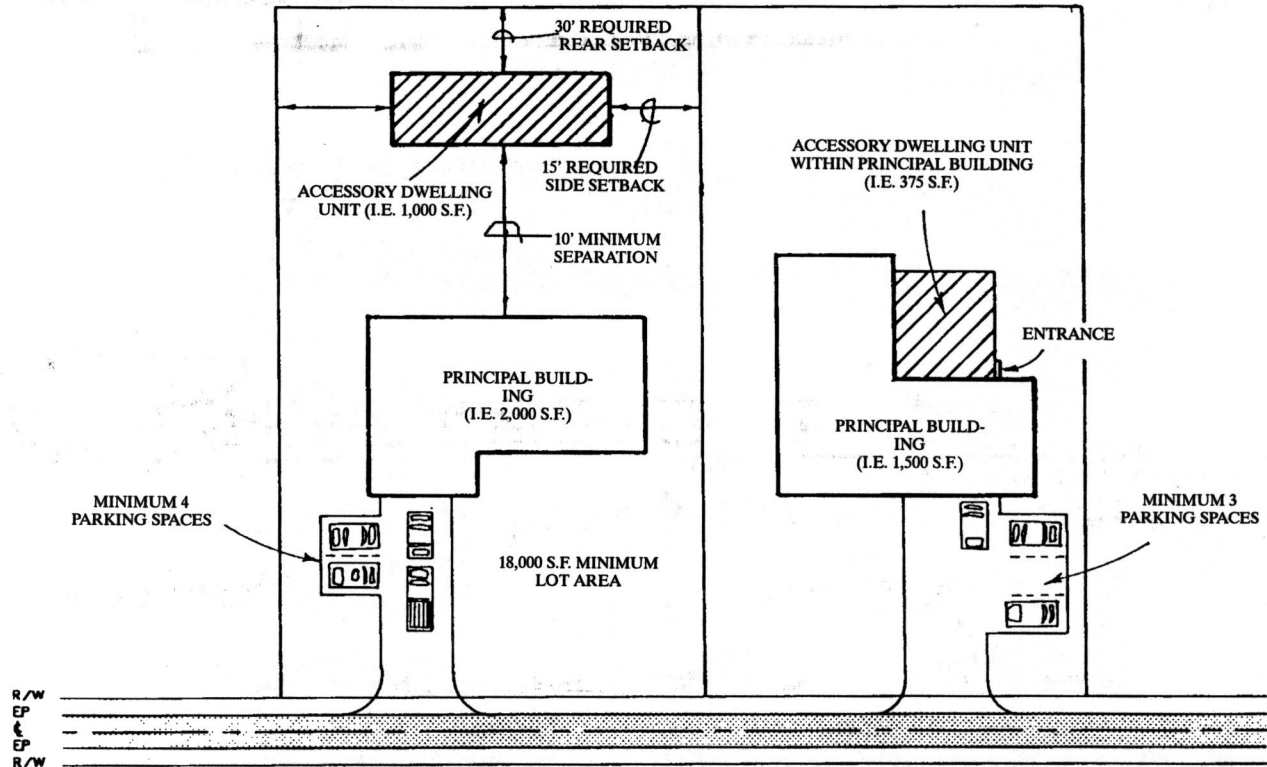 30' REQUIRED
REAR SETBACK
ACCESSORY DWELLING
UNIT (I.E. 1,000 S.F.)
15' REQUIRED
SIDE SETBACK
10' MINIMUM
SEPARATION
PRINCIPAL BUILD-
ING
(I.E. 2,000 S.F.)
MINIMUM 4
PARKING SPACES
18,000 S.F. MINIMUM
LOT AREA
ACCESSORY DWELLING UNIT
WITHIN PRINCIPAL BUILDING
(I.E. 375 S.F.)
ENTRANCE
PRINCIPAL BUILD-
ING
(I.E. 1,500 S.F.)
MINIMUM 3
PARKING SPACES
R/W
EP
℄
EP
R/W